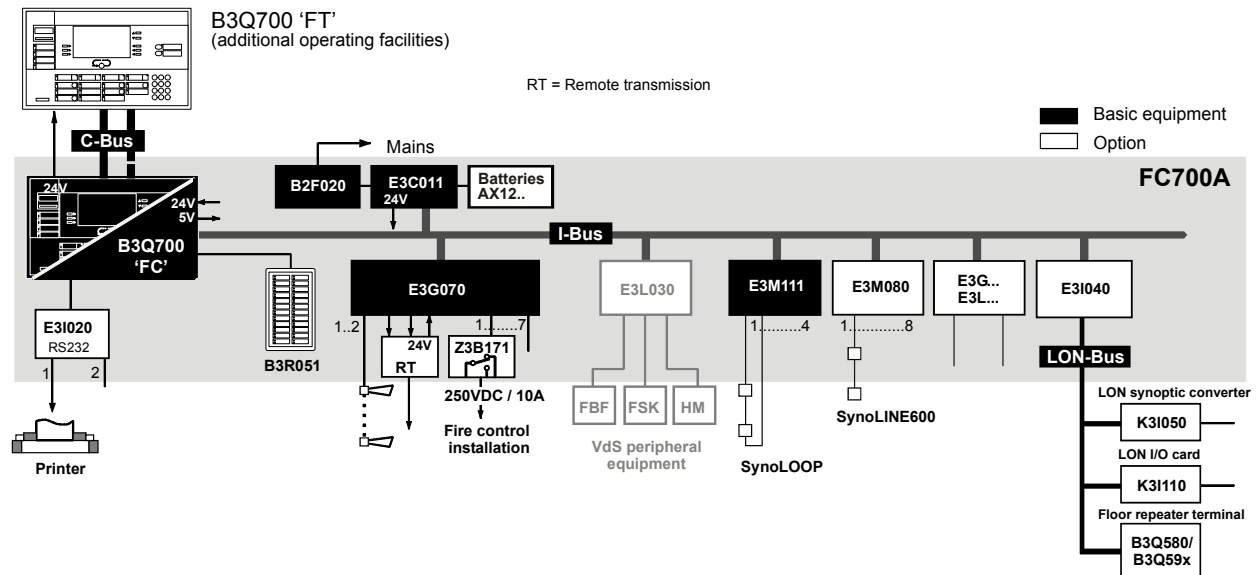 B3Q700 ‘FT’
(additional operating facilities)
RT = Remote transmission
Basic equipment
Option
C-Bus
Mains
FC700A
24V
24V
5V
B3Q700
‘FC’
B2F020
E3C011
24V
Batteries
AX12..
I-Bus
E3I020
RS232
1
2
Printer
B3R051
E3G070
1..2
24V
RT
1........7
Z3B171
250VDC / 10A
Fire control
installation
E3L030
FBF
FSK
HM
VdS peripheral
equipment
E3M111
1..........4
SynoLOOP
E3M080
1.............8
SynoLINE600
E3G...
E3L...
E3I040
LON-Bus
LON synoptic converter
K3I050
LON I/O card
K3I110
Floor repeater terminal
B3Q580/
B3Q59x